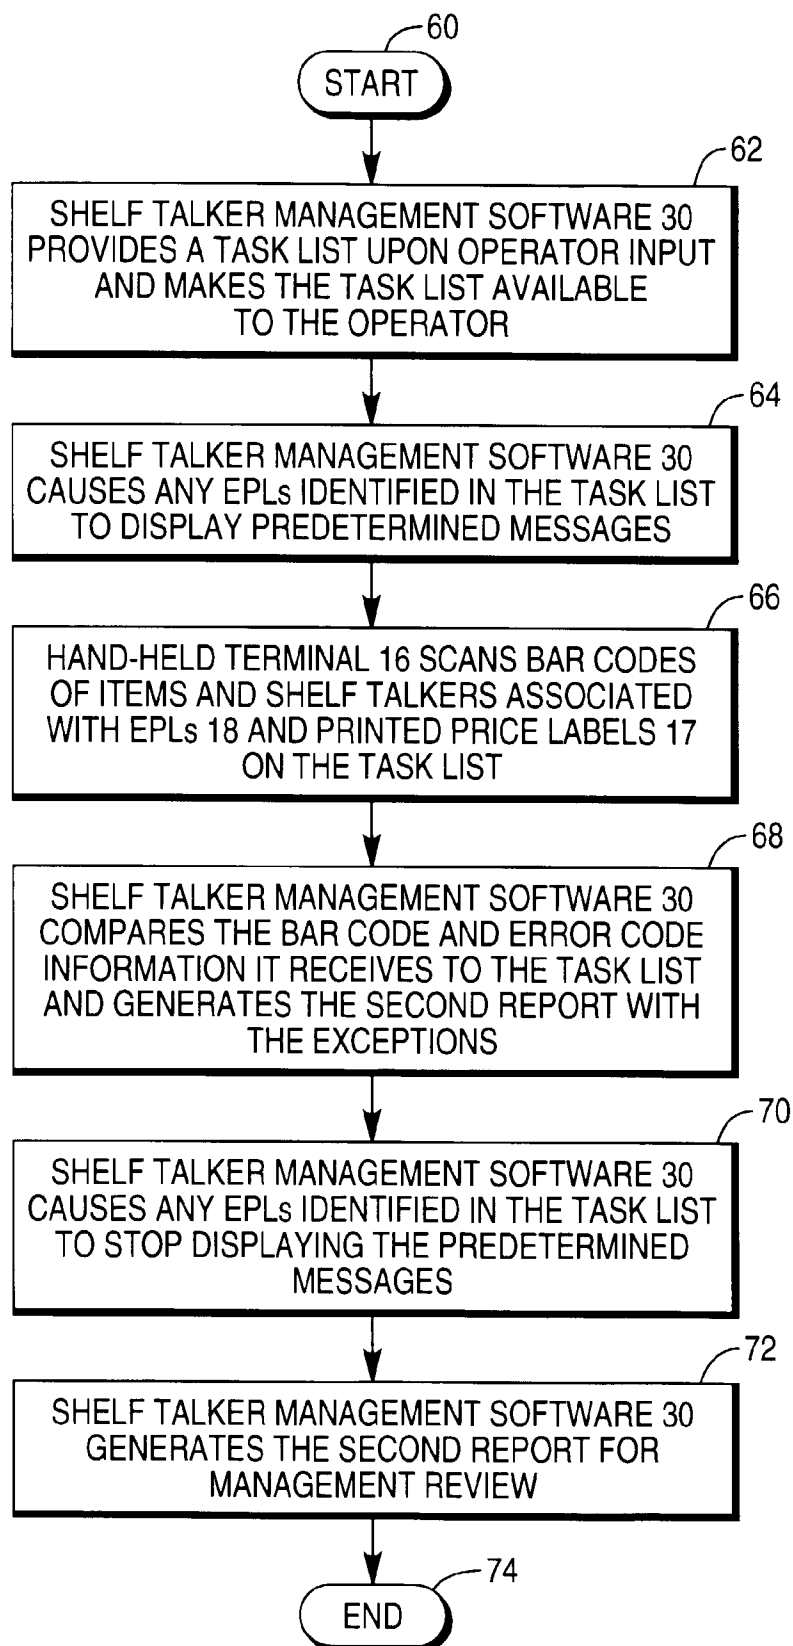 60
START
62
SHELF TALKER MANAGEMENT SOFTWARE 30
PROVIDES A TASK LIST UPON OPERATOR INPUT
AND MAKES THE TASK LIST AVAILABLE
TO THE OPERATOR
64
SHELF TALKER MANAGEMENT SOFTWARE 30
CAUSES ANY EPLs IDENTIFIED IN THE TASK LIST
TO DISPLAY PREDETERMINED MESSAGES
66
HAND-HELD TERMINAL 16 SCANS BAR CODES
OF ITEMS AND SHELF TALKERS ASSOCIATED
WITH EPLs 18 AND PRINTED PRICE LABELS 17
ON THE TASK LIST
68
SHELF TALKER MANAGEMENT SOFTWARE 30
COMPARES THE BAR CODE AND ERROR CODE
INFORMATION IT RECEIVES TO THE TASK LIST
AND GENERATES THE SECOND REPORT WITH
THE EXCEPTIONS
70
SHELF TALKER MANAGEMENT SOFTWARE 30
CAUSES ANY EPLs IDENTIFIED IN THE TASK LIST
TO STOP DISPLAYING THE PREDETERMINED
MESSAGES
72
SHELF TALKER MANAGEMENT SOFTWARE 30
GENERATES THE SECOND REPORT FOR
MANAGEMENT REVIEW
74
END